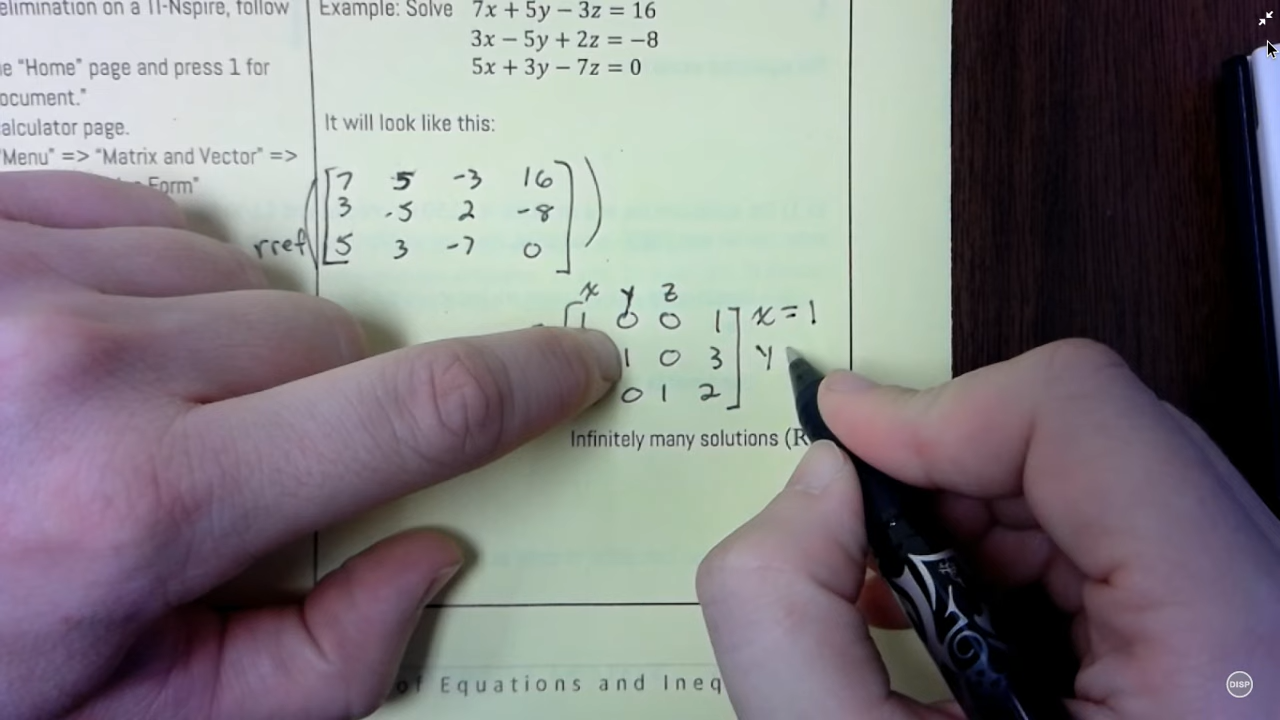 elimination on a TI-Nspire, follow
e "Home" page and press 1 for
ocument."
alculator page.
"Menu" => "Matrix and Vector" =>
Form"
Example: Solve 7x + 5y − 3z = 16
3x − 5y + 2z = −8
5x + 3y − 7z = 0
It will look like this:
7 5 -3 16
3 -5 2 -8
rref 5 3 -7 0
x y z
1 0 0 1 x = 1
1 0 3 y
0 1 2
Infinitely many solutions (R
of Equations and Ineq
DISP